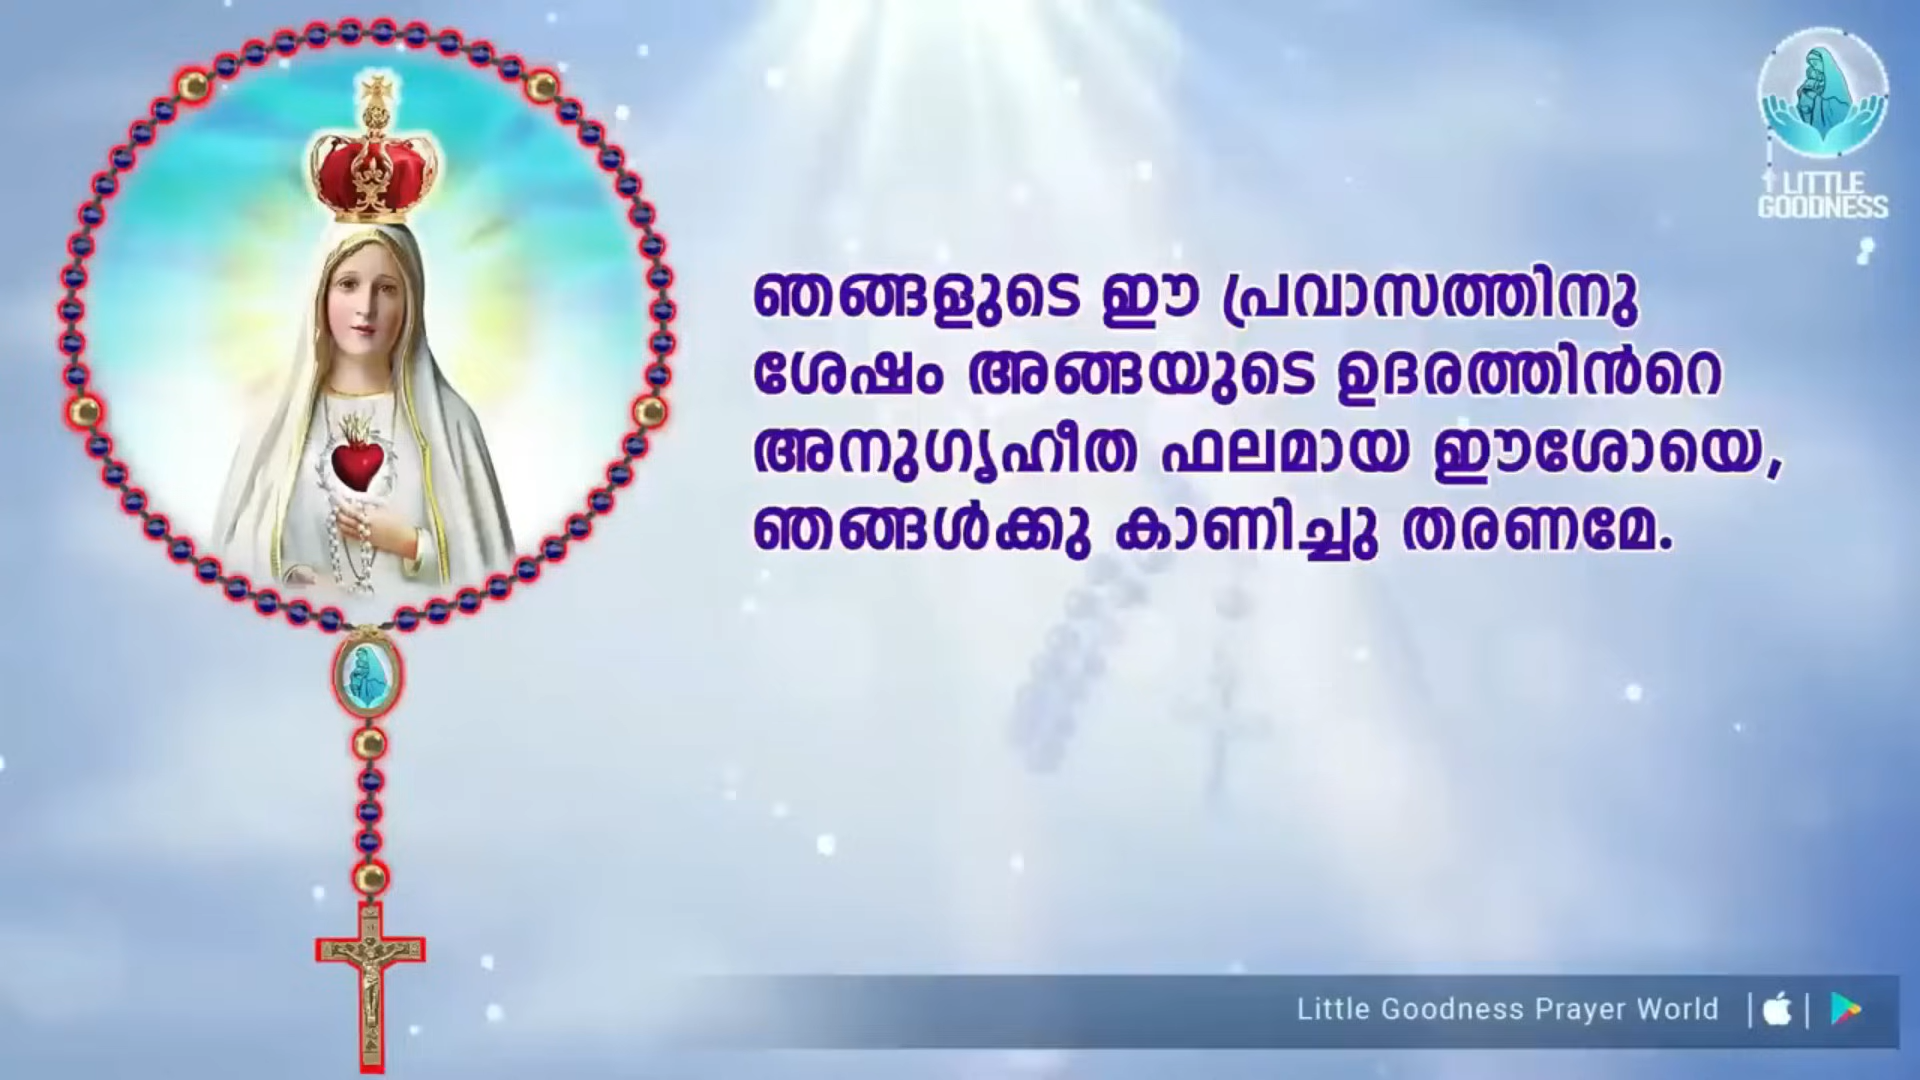 LITTLE
GOODNESS
ഞങ്ങളുടെ ഈ പ്രവാസത്തിനു
ശേഷം അങ്ങയുടെ ഉദരത്തിൻറെ
അനുഗൃഹീത ഫലമായ ഈശോയെ,
ഞങ്ങൾക്കു കാണിച്ചു തരണമേ.
Little Goodness Prayer World